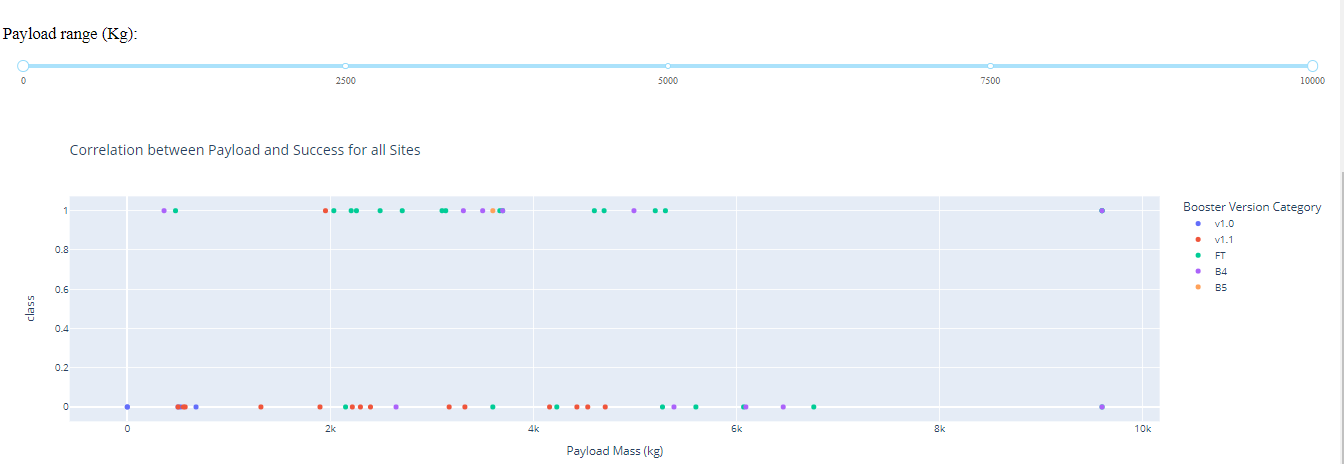 Payload range (Kg):
0 2500 5000 7500 10000
Correlation between Payload and Success for all Sites
Booster Version Category
v1.0
v1.1
FT
B4
B5
1
0.8
0.6
0.4
0.2
0
class
0 2k 4k 6k 8k 10k
Payload Mass (kg)